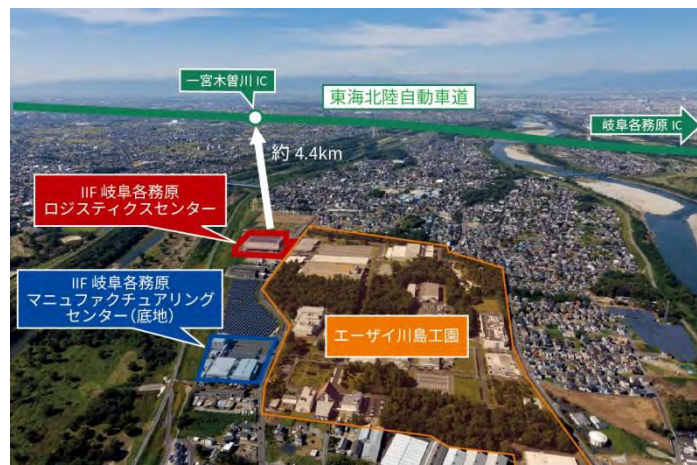 一宮木曽川 IC
東海北陸自動車道
岐阜各務原 IC
約 4.4km
IIF 岐阜各務原
ロジスティクスセンター
IIF 岐阜各務原
マニュファクチュアリング
センター（底地）
エーザイ川島工園